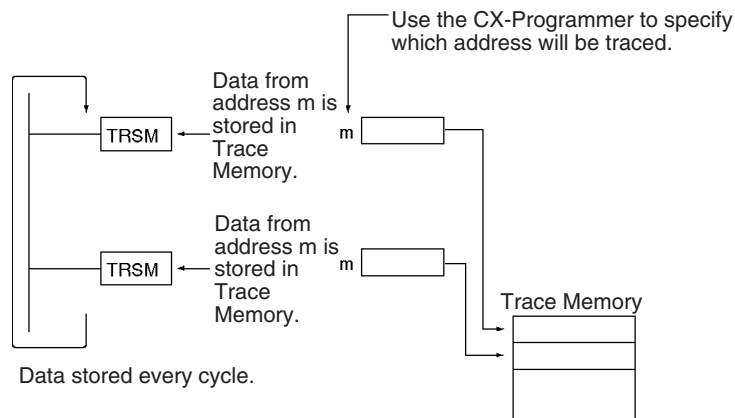 Use the CX-Programmer to specify
which address will be traced.
Data from
address m is
stored in
Trace
Memory.
TRSM
m
Data from
address m is
stored in
Trace
Memory.
TRSM
m
Trace Memory
Data stored every cycle.